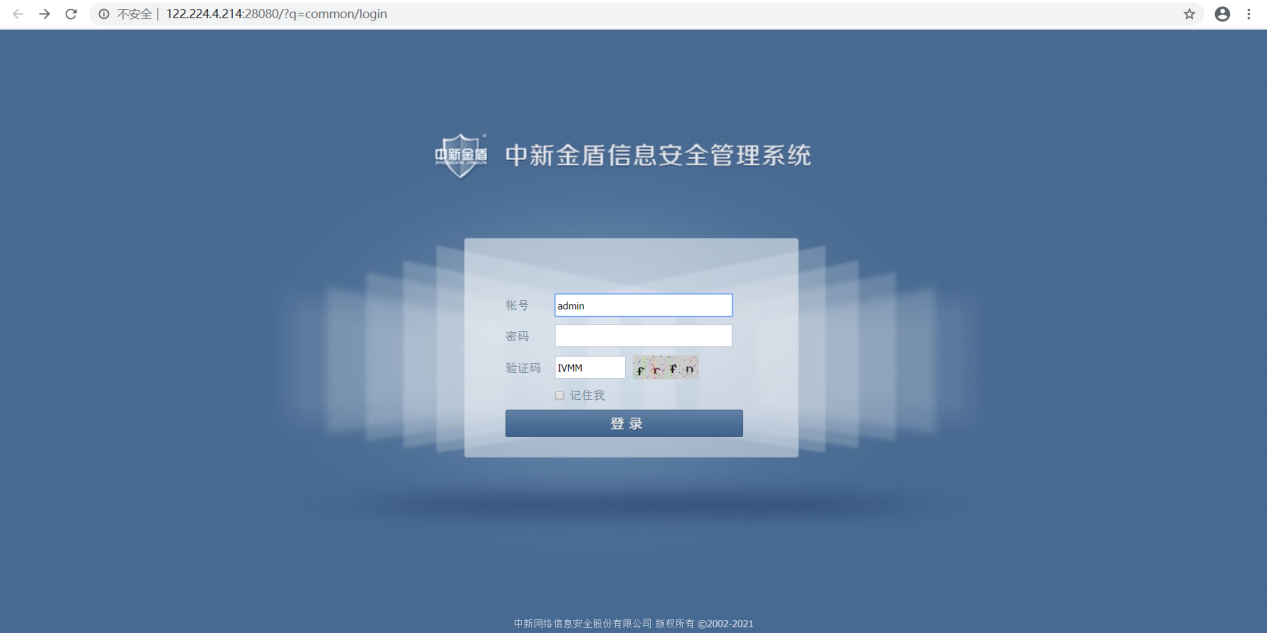 不安全 | 122.224.4.214:28080/?q=common/login
中新金盾
中新金盾信息安全管理系统
帐号 admin
密码
验证码 IVMM f r f n
记住我
登录
中新网络信息安全股份有限公司 版权所有 ©2002-2021